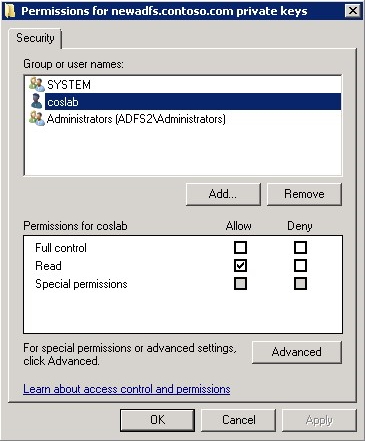 Permissions for newadfs.contoso.com private keys
Security
Group or user names:
SYSTEM
coslab
Administrators (ADFS2\Administrators)
Add... Remove
Permissions for coslab Allow Deny
Full control
Read
Special permissions
For special permissions or advanced settings,
click Advanced. Advanced
Learn about access control and permissions
OK Cancel Apply